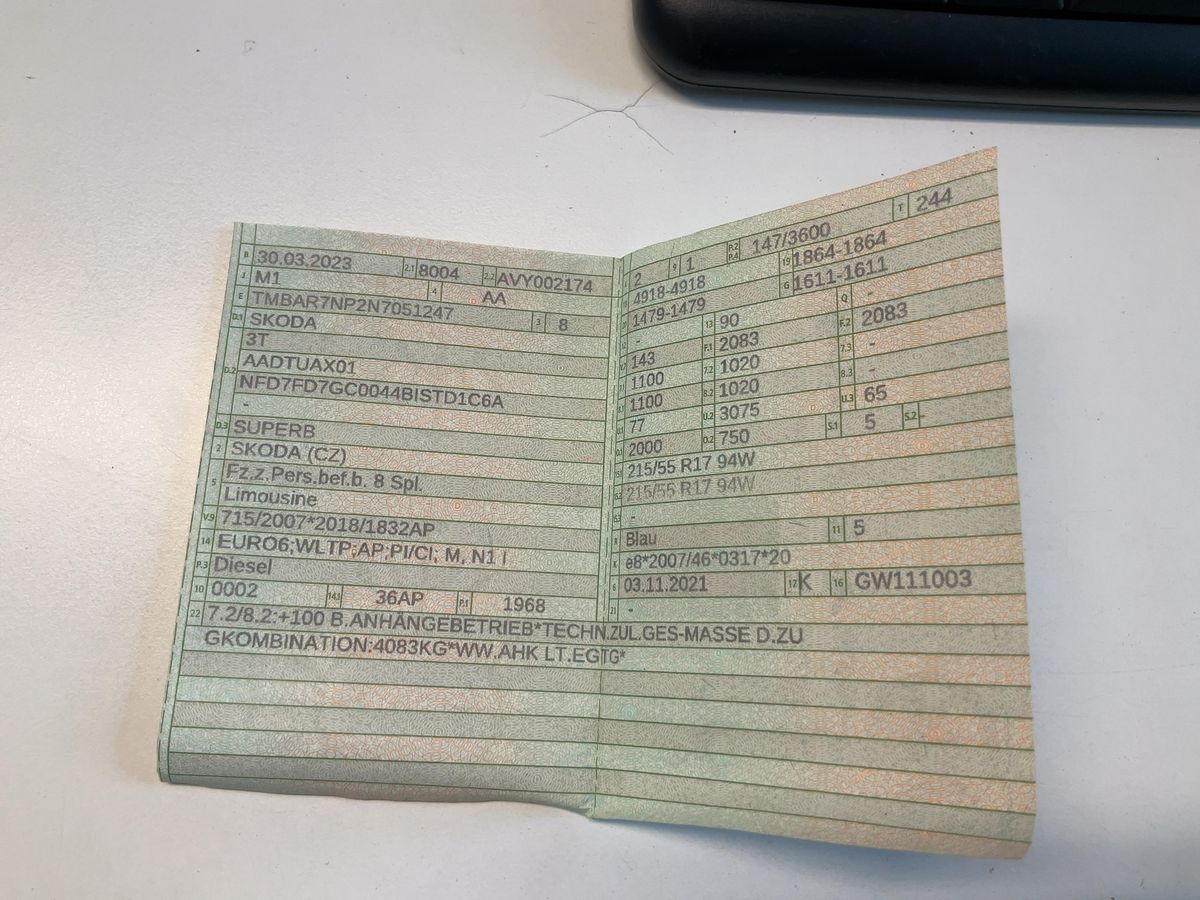 B 30.03.2023 2.1 8004 2.2 AVY002174
J M1 4 AA
E TMBAR7NP2N7051247 3 8
D.1 SKODA
3T
D.2 AADTUAX01
NFD7FD7GC0044BISTD1C6A
-
D.3 SUPERB
2 SKODA (CZ)
5 Fz.z.Pers.bef.b. 8 Spl.
Limousine
V.9 715/2007*2018/1832AP
14 EURO6;WLTP;AP;PI/CI; M, N1 I
P.3 Diesel
10 0002 14.1 36AP P.1 1968
22 7.2/8.2:+100 B.ANHÄNGEBETRIEB*TECHN.ZUL.GES-MASSE D.ZU
GKOMBINATION:4083KG*WW.AHK LT.EGTG*
2 9 1 P.2 P.4 147/3600 T 244
4918-4918 19 1864-1864
1479-1479 G 1611-1611
- 13 90 Q -
143 F.1 2083 F.2 2083
1100 7.2 1020 7.3 -
1100 8.2 1020 8.3 -
77 U.2 3075 U.3 65
2000 O.2 750 S.1 5 S.2 -
215/55 R17 94W
215/55 R17 94W
-
Blau 11 5
K e8*2007/46*0317*20
6 03.11.2021 17 K 16 GW111003
21 -